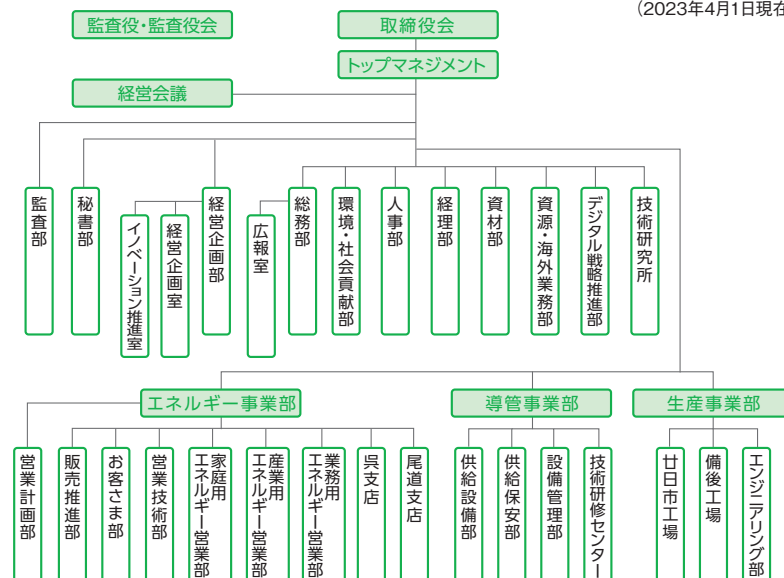 （2023年4月1日現在
監査役・監査役会
取締役会
トップマネジメント
経営会議
監査部
秘書部
イノベーション推進室
経営企画室
経営企画部
広報室
総務部
環境・社会貢献部
人事部
経理部
資材部
資源・海外業務部
デジタル戦略推進部
技術研究所
エネルギー事業部
導管事業部
生産事業部
営業計画部
販売推進部
お客さま部
営業技術部
家庭用
エネルギー営業部
産業用
エネルギー営業部
業務用
エネルギー営業部
呉支店
尾道支店
供給設備部
供給保安部
設備管理部
技術研修センター
廿日市工場
備後工場
エンジニアリング部